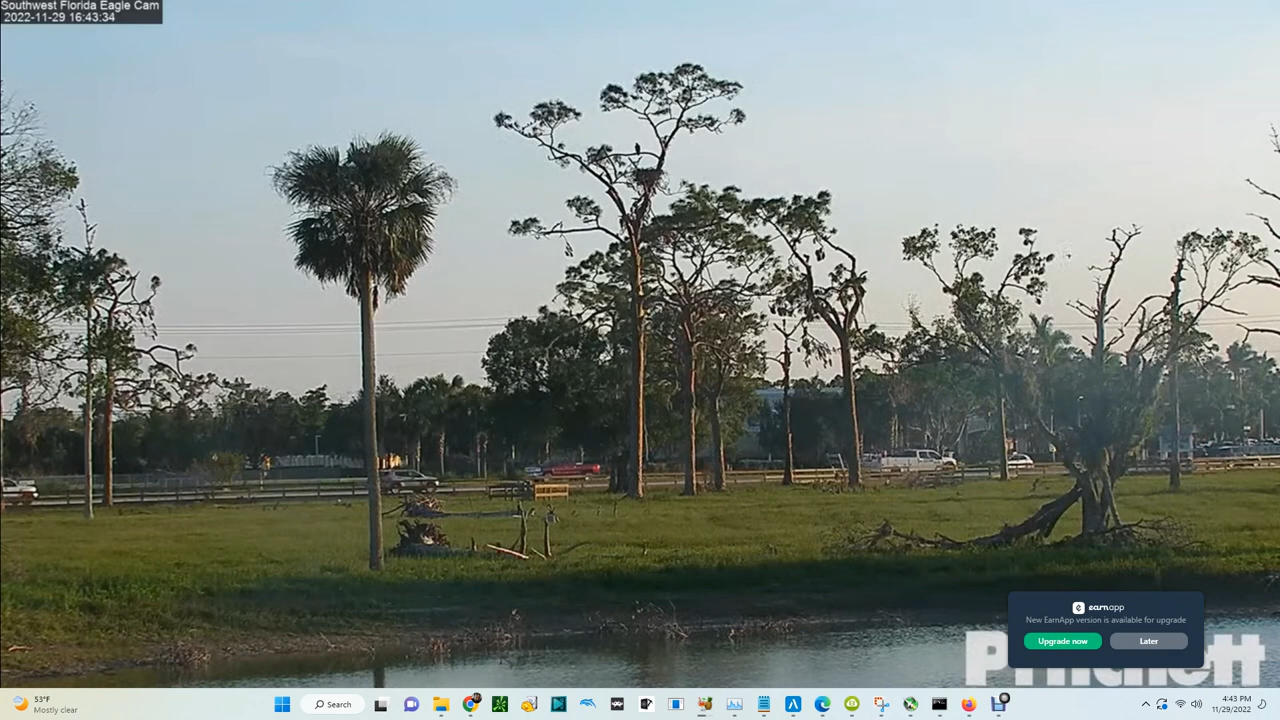 Southwest Florida Eagle Cam
2022-11-29 16:43:34
earnapp
New EarnApp version is available for upgrade
Upgrade now
Later
Pritchett
53°F
Mostly clear
Search
4:43 PM
11/29/2022